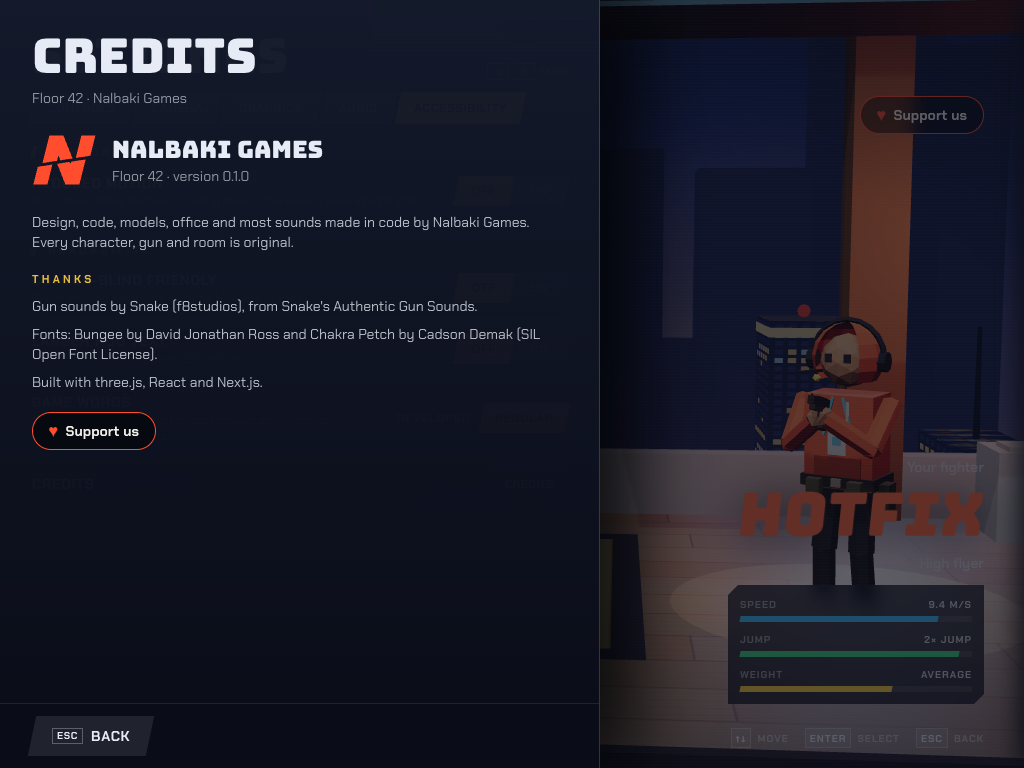 CREDITS
Floor 42 · Nalbaki Games
NALBAKI GAMES
Floor 42 · version 0.1.0
Design, code, models, office and most sounds made in code by Nalbaki Games.
Every character, gun and room is original.
THANKS
Gun sounds by Snake (f8studios), from Snake's Authentic Gun Sounds.
Fonts: Bungee by David Jonathan Ross and Chakra Patch by Cadson Demak (SIL
Open Font License).
Built with three.js, React and Next.js.
♥ Support us
ESC BACK
♥ Support us
Your fighter
HOTFIX
High flyer
SPEED 9.4 M/S
JUMP 2× JUMP
WEIGHT AVERAGE
↑↓ MOVE ENTER SELECT ESC BACK